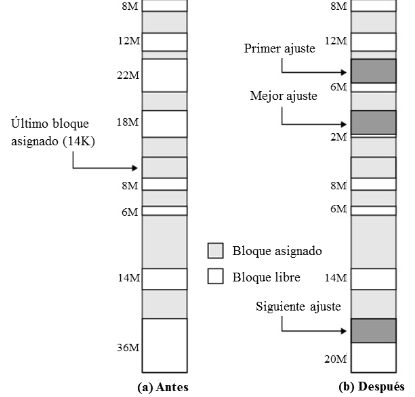 8M
12M
22M
18M
Último bloque
asignado (14K)
8M
6M
14M
36M
(a) Antes
Bloque asignado
Bloque libre
8M
12M
Primer ajuste
6M
Mejor ajuste
2M
8M
6M
14M
Siguiente ajuste
20M
(b) Después